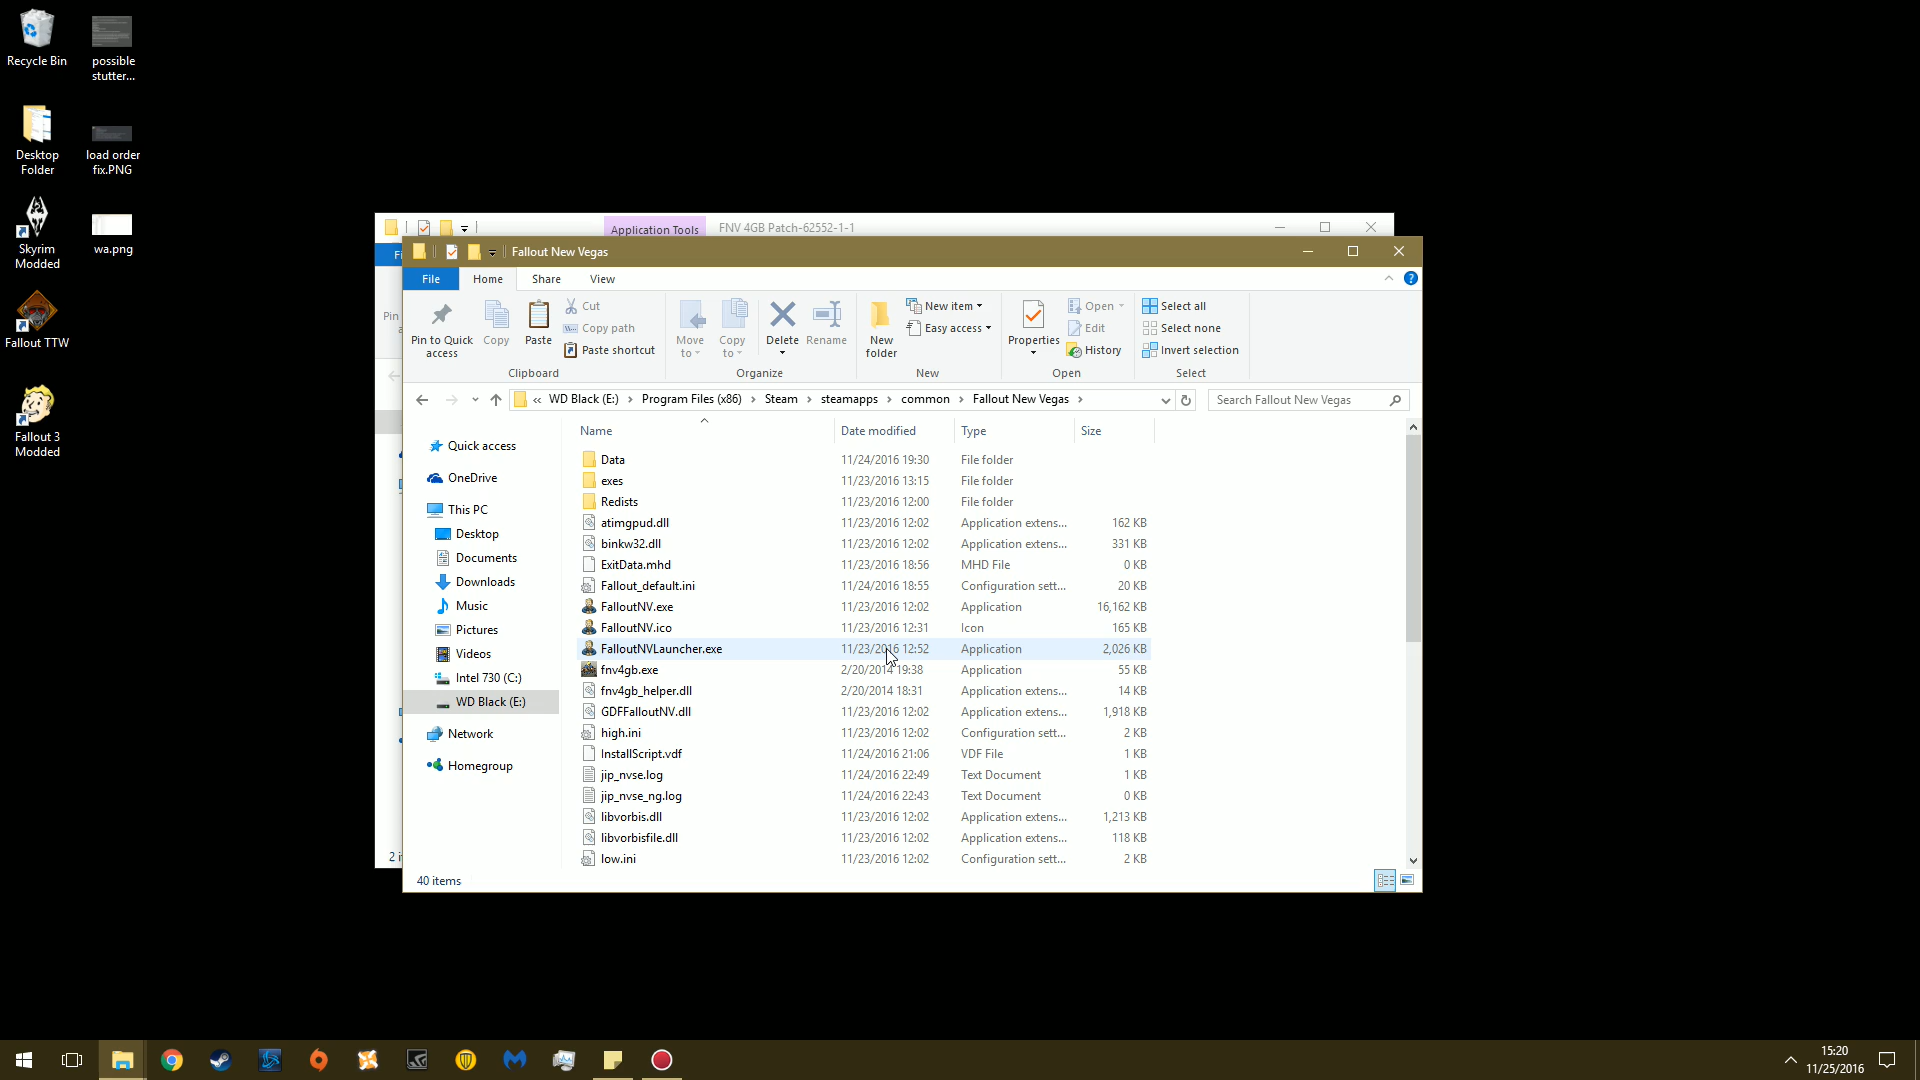 Recycle Bin
possible
stutter...
Desktop
Folder
load order
fix.PNG
Skyrim
Modded
wa.png
Fallout TTW
Fallout 3
Modded
Application Tools
FNV 4GB Patch-62552-1-1
Fallout New Vegas
File
Home
Share
View
Pin to Quick
access
Copy
Paste
Cut
Copy path
Paste shortcut
Clipboard
Move
to
Copy
to
Delete
Rename
Organize
New
folder
New item
Easy access
New
Properties
Open
Edit
History
Open
Select all
Select none
Invert selection
Select
Pin
« WD Black (E:) > Program Files (x86) > Steam > steamapps > common > Fallout New Vegas >
Search Fallout New Vegas
Quick access
OneDrive
This PC
Desktop
Documents
Downloads
Music
Pictures
Videos
Intel 730 (C:)
WD Black (E:)
Network
Homegroup
Name Date modified Type Size
Data 11/24/2016 19:30 File folder
exes 11/23/2016 13:15 File folder
Redists 11/23/2016 12:00 File folder
atimgpud.dll 11/23/2016 12:02 Application extens... 162 KB
binkw32.dll 11/23/2016 12:02 Application extens... 331 KB
ExitData.mhd 11/23/2016 18:56 MHD File 0 KB
Fallout_default.ini 11/24/2016 18:55 Configuration sett... 20 KB
FalloutNV.exe 11/23/2016 12:02 Application 16,162 KB
FalloutNV.ico 11/23/2016 12:31 Icon 165 KB
FalloutNVLauncher.exe 11/23/2016 12:52 Application 2,026 KB
fnv4gb.exe 2/20/2014 19:38 Application 55 KB
fnv4gb_helper.dll 2/20/2014 18:31 Application extens... 14 KB
GDFFalloutNV.dll 11/23/2016 12:02 Application extens... 1,918 KB
high.ini 11/23/2016 12:02 Configuration sett... 2 KB
InstallScript.vdf 11/24/2016 21:06 VDF File 1 KB
jip_nvse.log 11/24/2016 22:49 Text Document 1 KB
jip_nvse_ng.log 11/24/2016 22:43 Text Document 0 KB
libvorbis.dll 11/23/2016 12:02 Application extens... 1,213 KB
libvorbisfile.dll 11/23/2016 12:02 Application extens... 118 KB
low.ini 11/23/2016 12:02 Configuration sett... 2 KB
40 items
15:20
11/25/2016